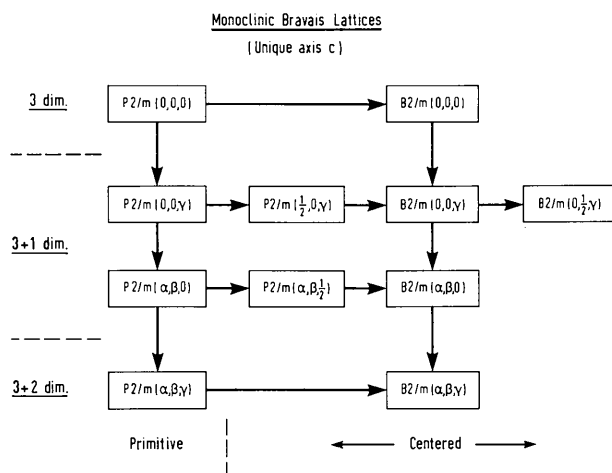 Monoclinic Bravais Lattices
(Unique axis c)
3 dim.
P2/m (0,0,0)
B2/m (0,0,0)
P2/m (0,0,γ)
P2/m(½,0,γ)
B2/m (0,0,γ)
B2/m (0,½,γ)
3+1 dim.
P2/m(α,β,0)
P2/m(α,β,½)
B2/m(α,β,0)
3+2 dim.
P2/m(α,β,γ)
B2/m(α,β,γ)
Primitive
Centered